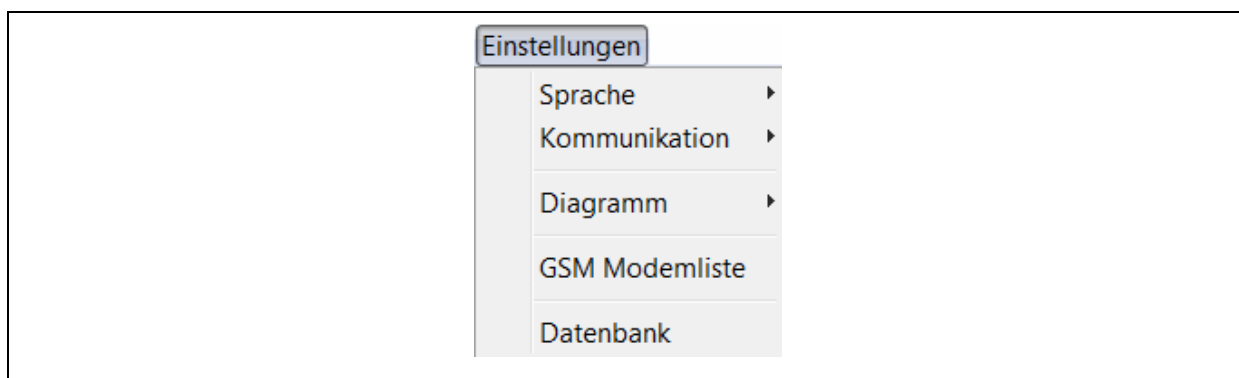 Einstellungen
Sprache
Kommunikation
Diagramm
GSM Modemliste
Datenbank